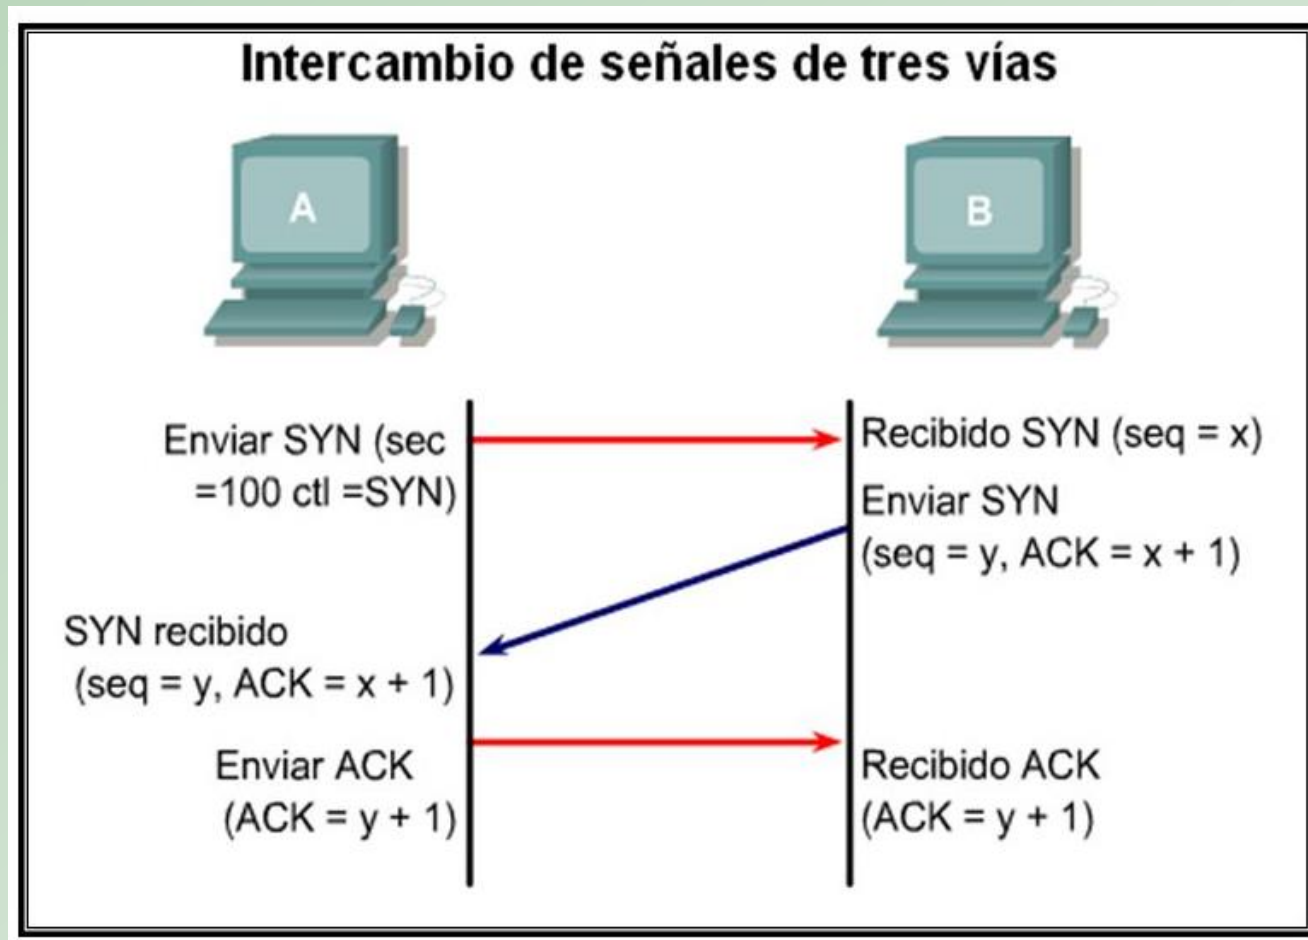 Intercambio de señales de tres vías
A
B
Enviar SYN (sec
=100 ctl =SYN)
Recibido SYN (seq = x)
Enviar SYN
(seq = y, ACK = x + 1)
SYN recibido
(seq = y, ACK = x + 1)
Enviar ACK
(ACK = y + 1)
Recibido ACK
(ACK = y + 1)